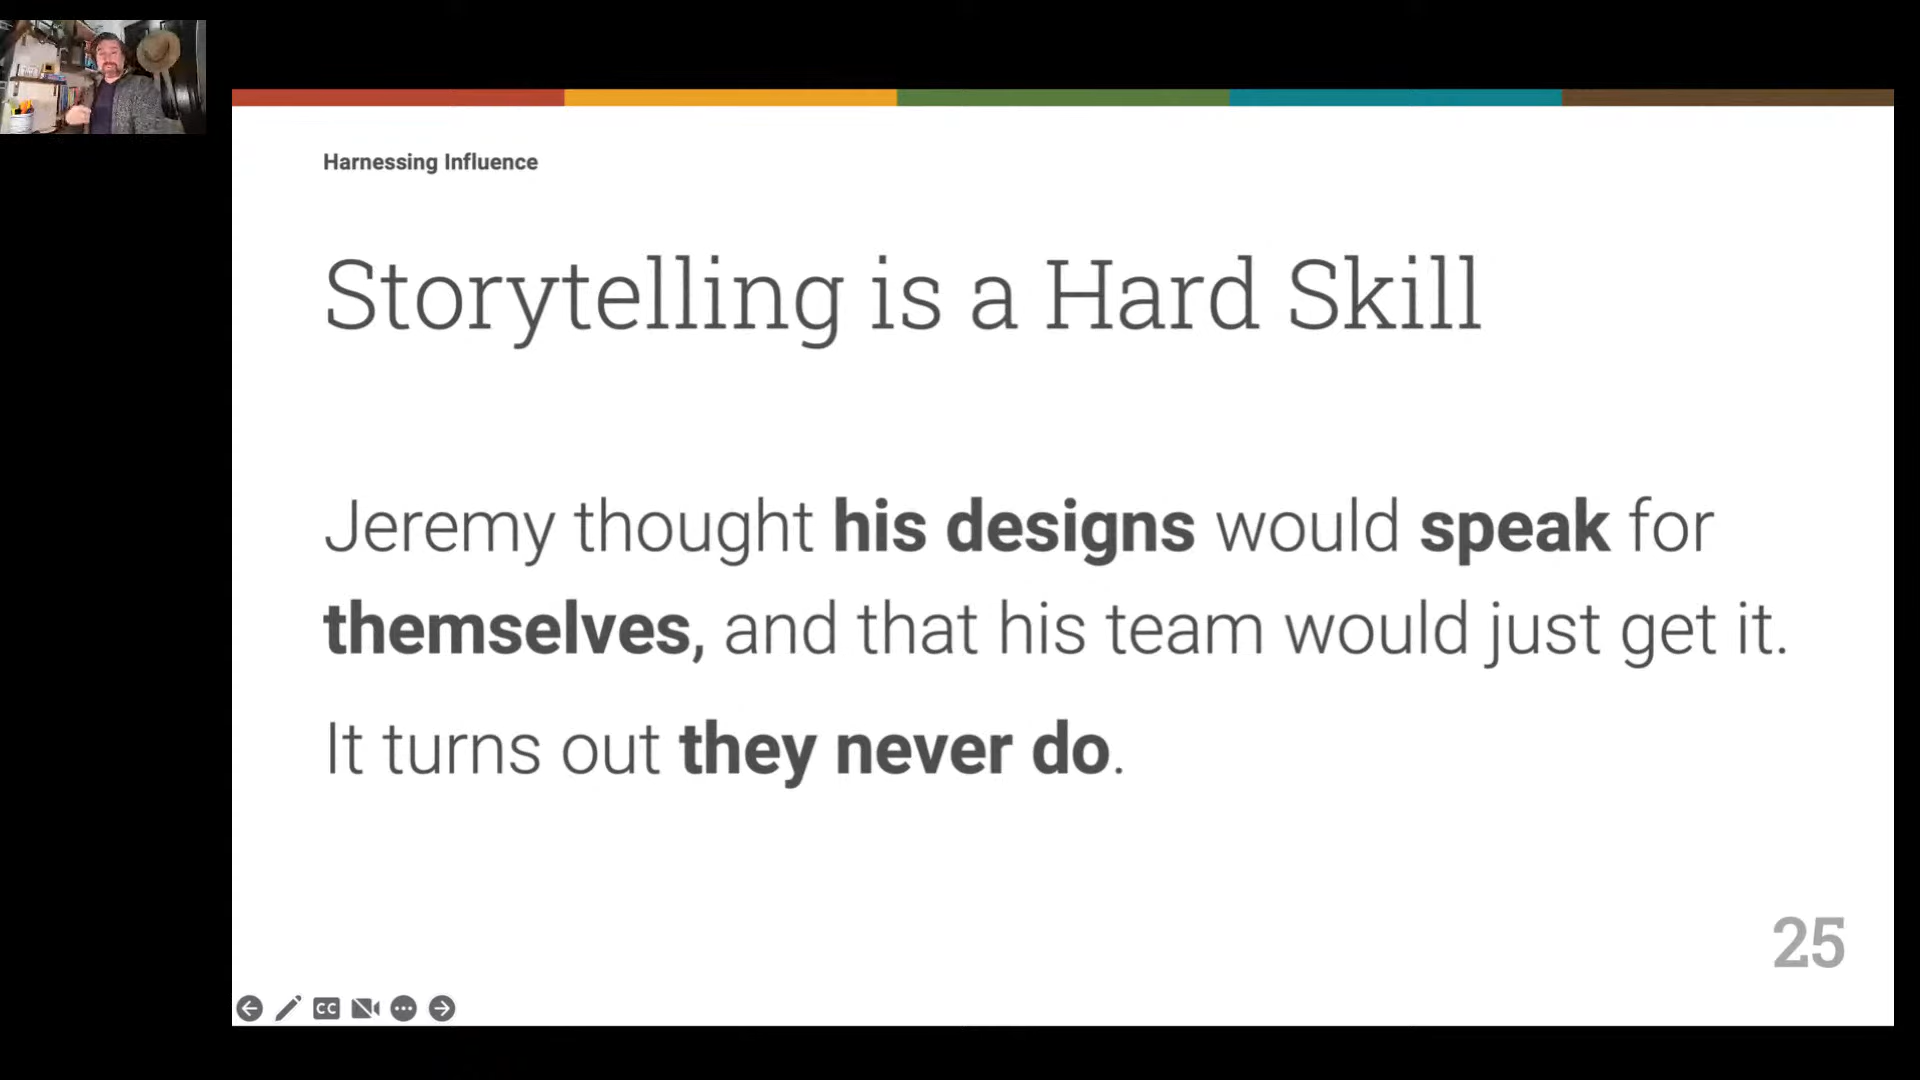 Harnessing Influence
Storytelling is a Hard Skill
Jeremy thought his designs would speak for
themselves, and that his team would just get it.
It turns out they never do.
25
CC